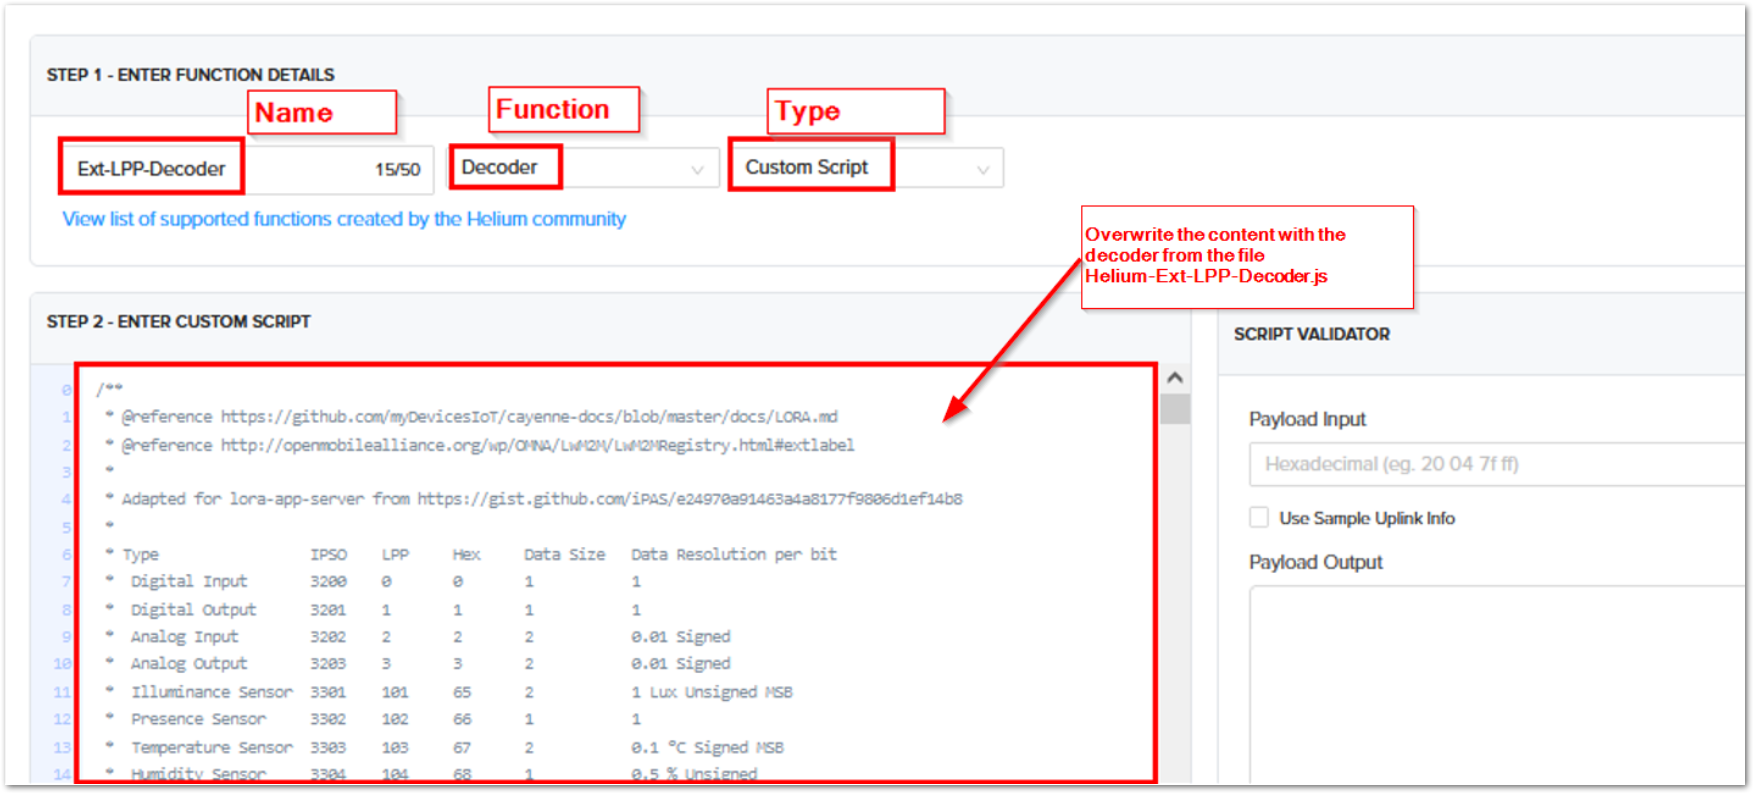 STEP 1 - ENTER FUNCTION DETAILS
Name
Function
Type
Ext-LPP-Decoder 15/50
Decoder
Custom Script
View list of supported functions created by the Helium community
Overwrite the content with the
decoder from the file
Helium-Ext-LPP-Decoder.js
STEP 2 - ENTER CUSTOM SCRIPT
0 /**
1 * @reference https://github.com/myDevicesIoT/cayenne-docs/blob/master/docs/LORA.md
2 * @reference http://openmobilealliance.org/wp/OMNA/LwM2M/LwM2MRegistry.html#extlabel
3 *
4 * Adapted for lora-app-server from https://gist.github.com/iPAS/e24970a91463a4a8177f9806d1ef14b8
5 *
6 * Type IPSO LPP Hex Data Size Data Resolution per bit
7 * Digital Input 3200 0 0 1 1
8 * Digital Output 3201 1 1 1 1
9 * Analog Input 3202 2 2 2 0.01 Signed
10 * Analog Output 3203 3 3 2 0.01 Signed
11 * Illuminance Sensor 3301 101 65 2 1 Lux Unsigned MSB
12 * Presence Sensor 3302 102 66 1 1
13 * Temperature Sensor 3303 103 67 2 0.1 °C Signed MSB
14 * Humidity Sensor 3304 104 68 1 0.5 % Unsigned
SCRIPT VALIDATOR
Payload Input
Hexadecimal (eg. 20 04 7f ff)
Use Sample Uplink Info
Payload Output